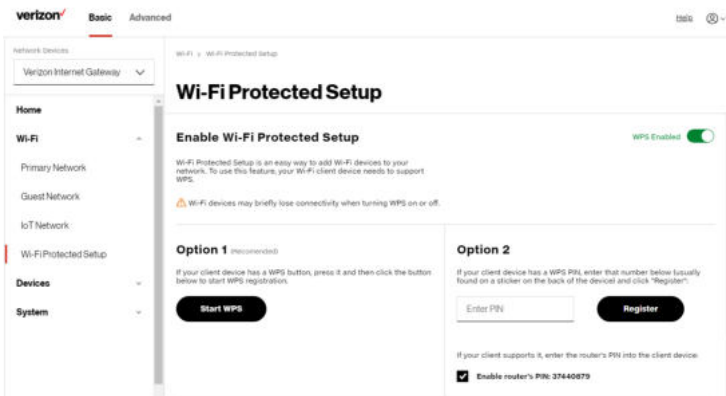 verizon✓ Basic Advanced Help
Network Devices
Verizon Internet Gateway
Home
Wi-Fi
Primary Network
Guest Network
IoT Network
Wi-Fi Protected Setup
Devices
System
Wi-Fi > Wi-Fi Protected Setup
Wi-Fi Protected Setup
Enable Wi-Fi Protected Setup
WPS Enabled
Wi-Fi Protected Setup is an easy way to add Wi-Fi devices to your
network. To use this feature, your Wi-Fi client device needs to support
WPS.
Wi-Fi devices may briefly lose connectivity when turning WPS on or off.
Option 1 (Recomended)
If your client device has a WPS button, press it and then click the button
below to start WPS registration.
Start WPS
Option 2
If your client device has a WPS PIN, enter that number below (usually
found on a sticker on the back of the device) and click "Register":
Enter PIN
Register
If your client supports it, enter the router's PIN into the client device:
Enable router's PIN: 37440679